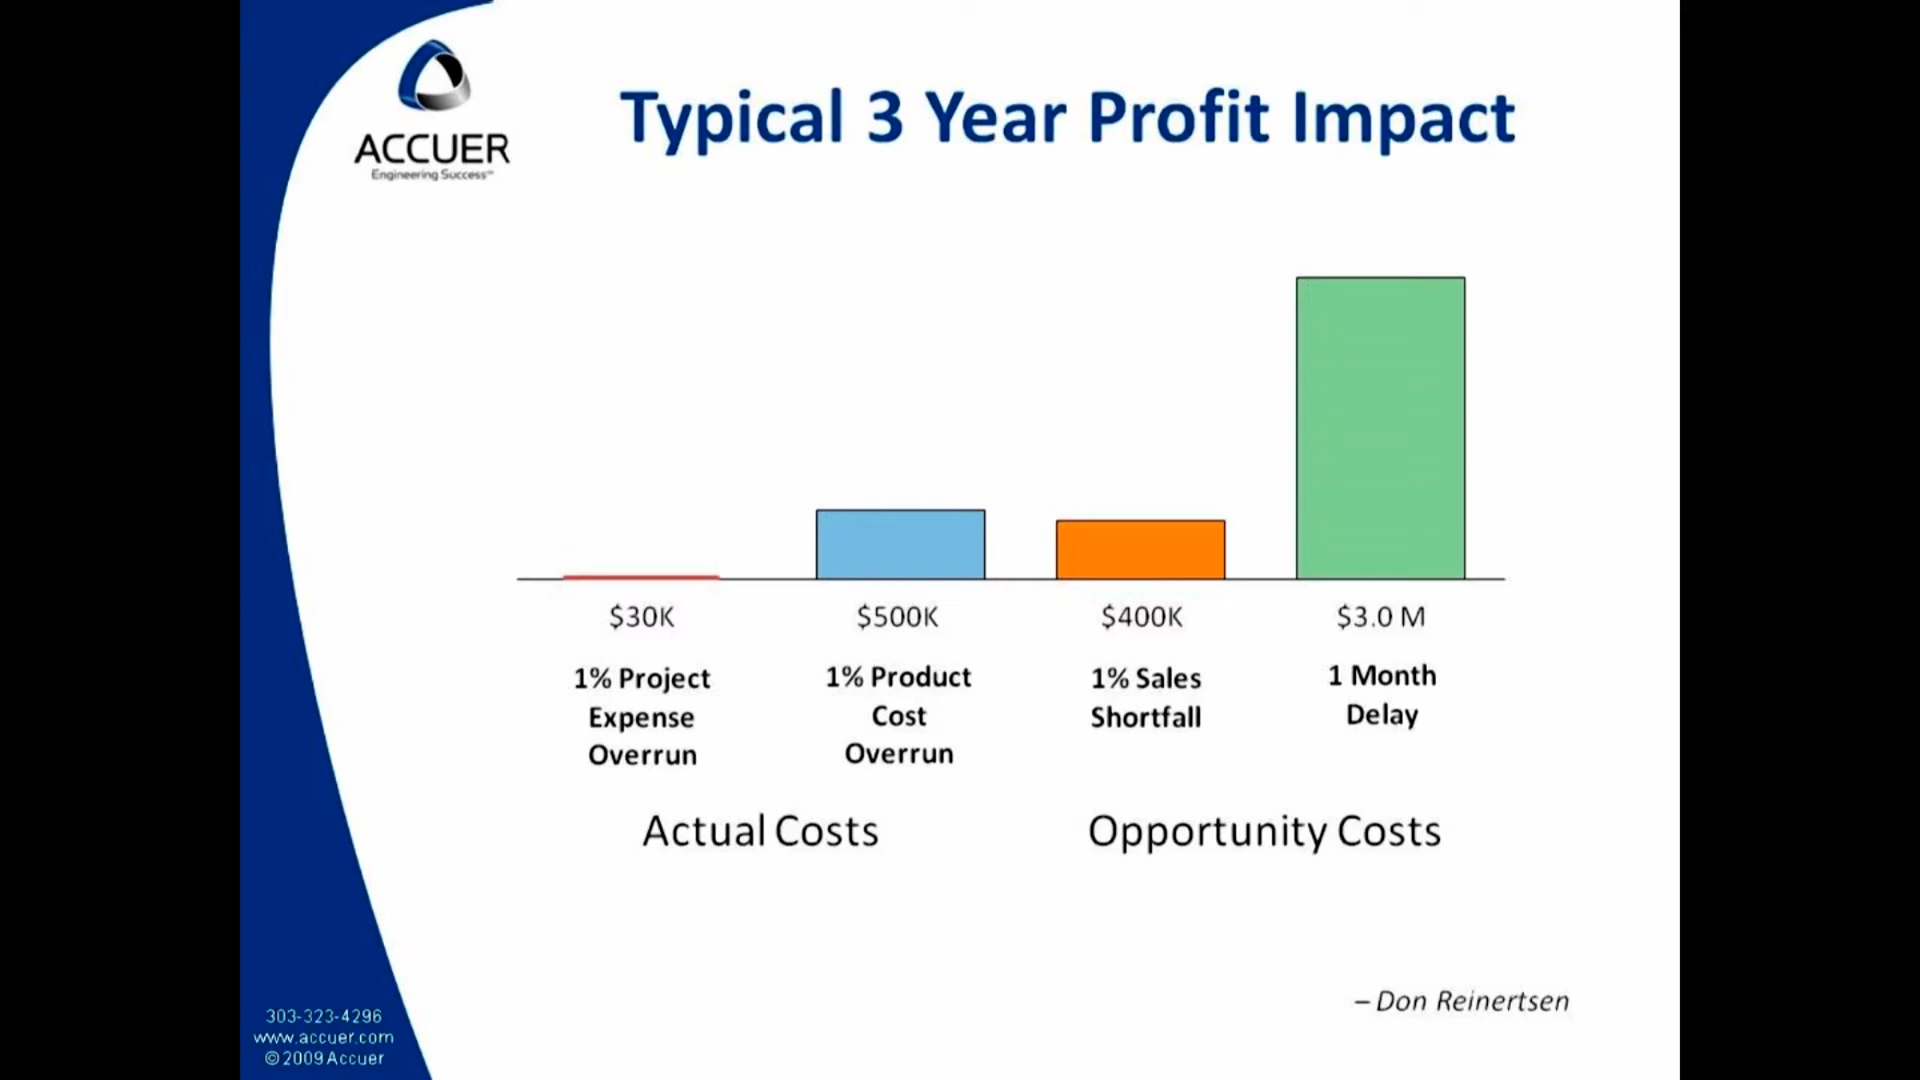 ACCUER
Engineering Success℠
Typical 3 Year Profit Impact
$30K
$500K
$400K
$3.0 M
1% Project
Expense
Overrun
1% Product
Cost
Overrun
1% Sales
Shortfall
1 Month
Delay
Actual Costs
Opportunity Costs
– Don Reinertsen
303-323-4296
www.accuer.com
©2009 Accuer